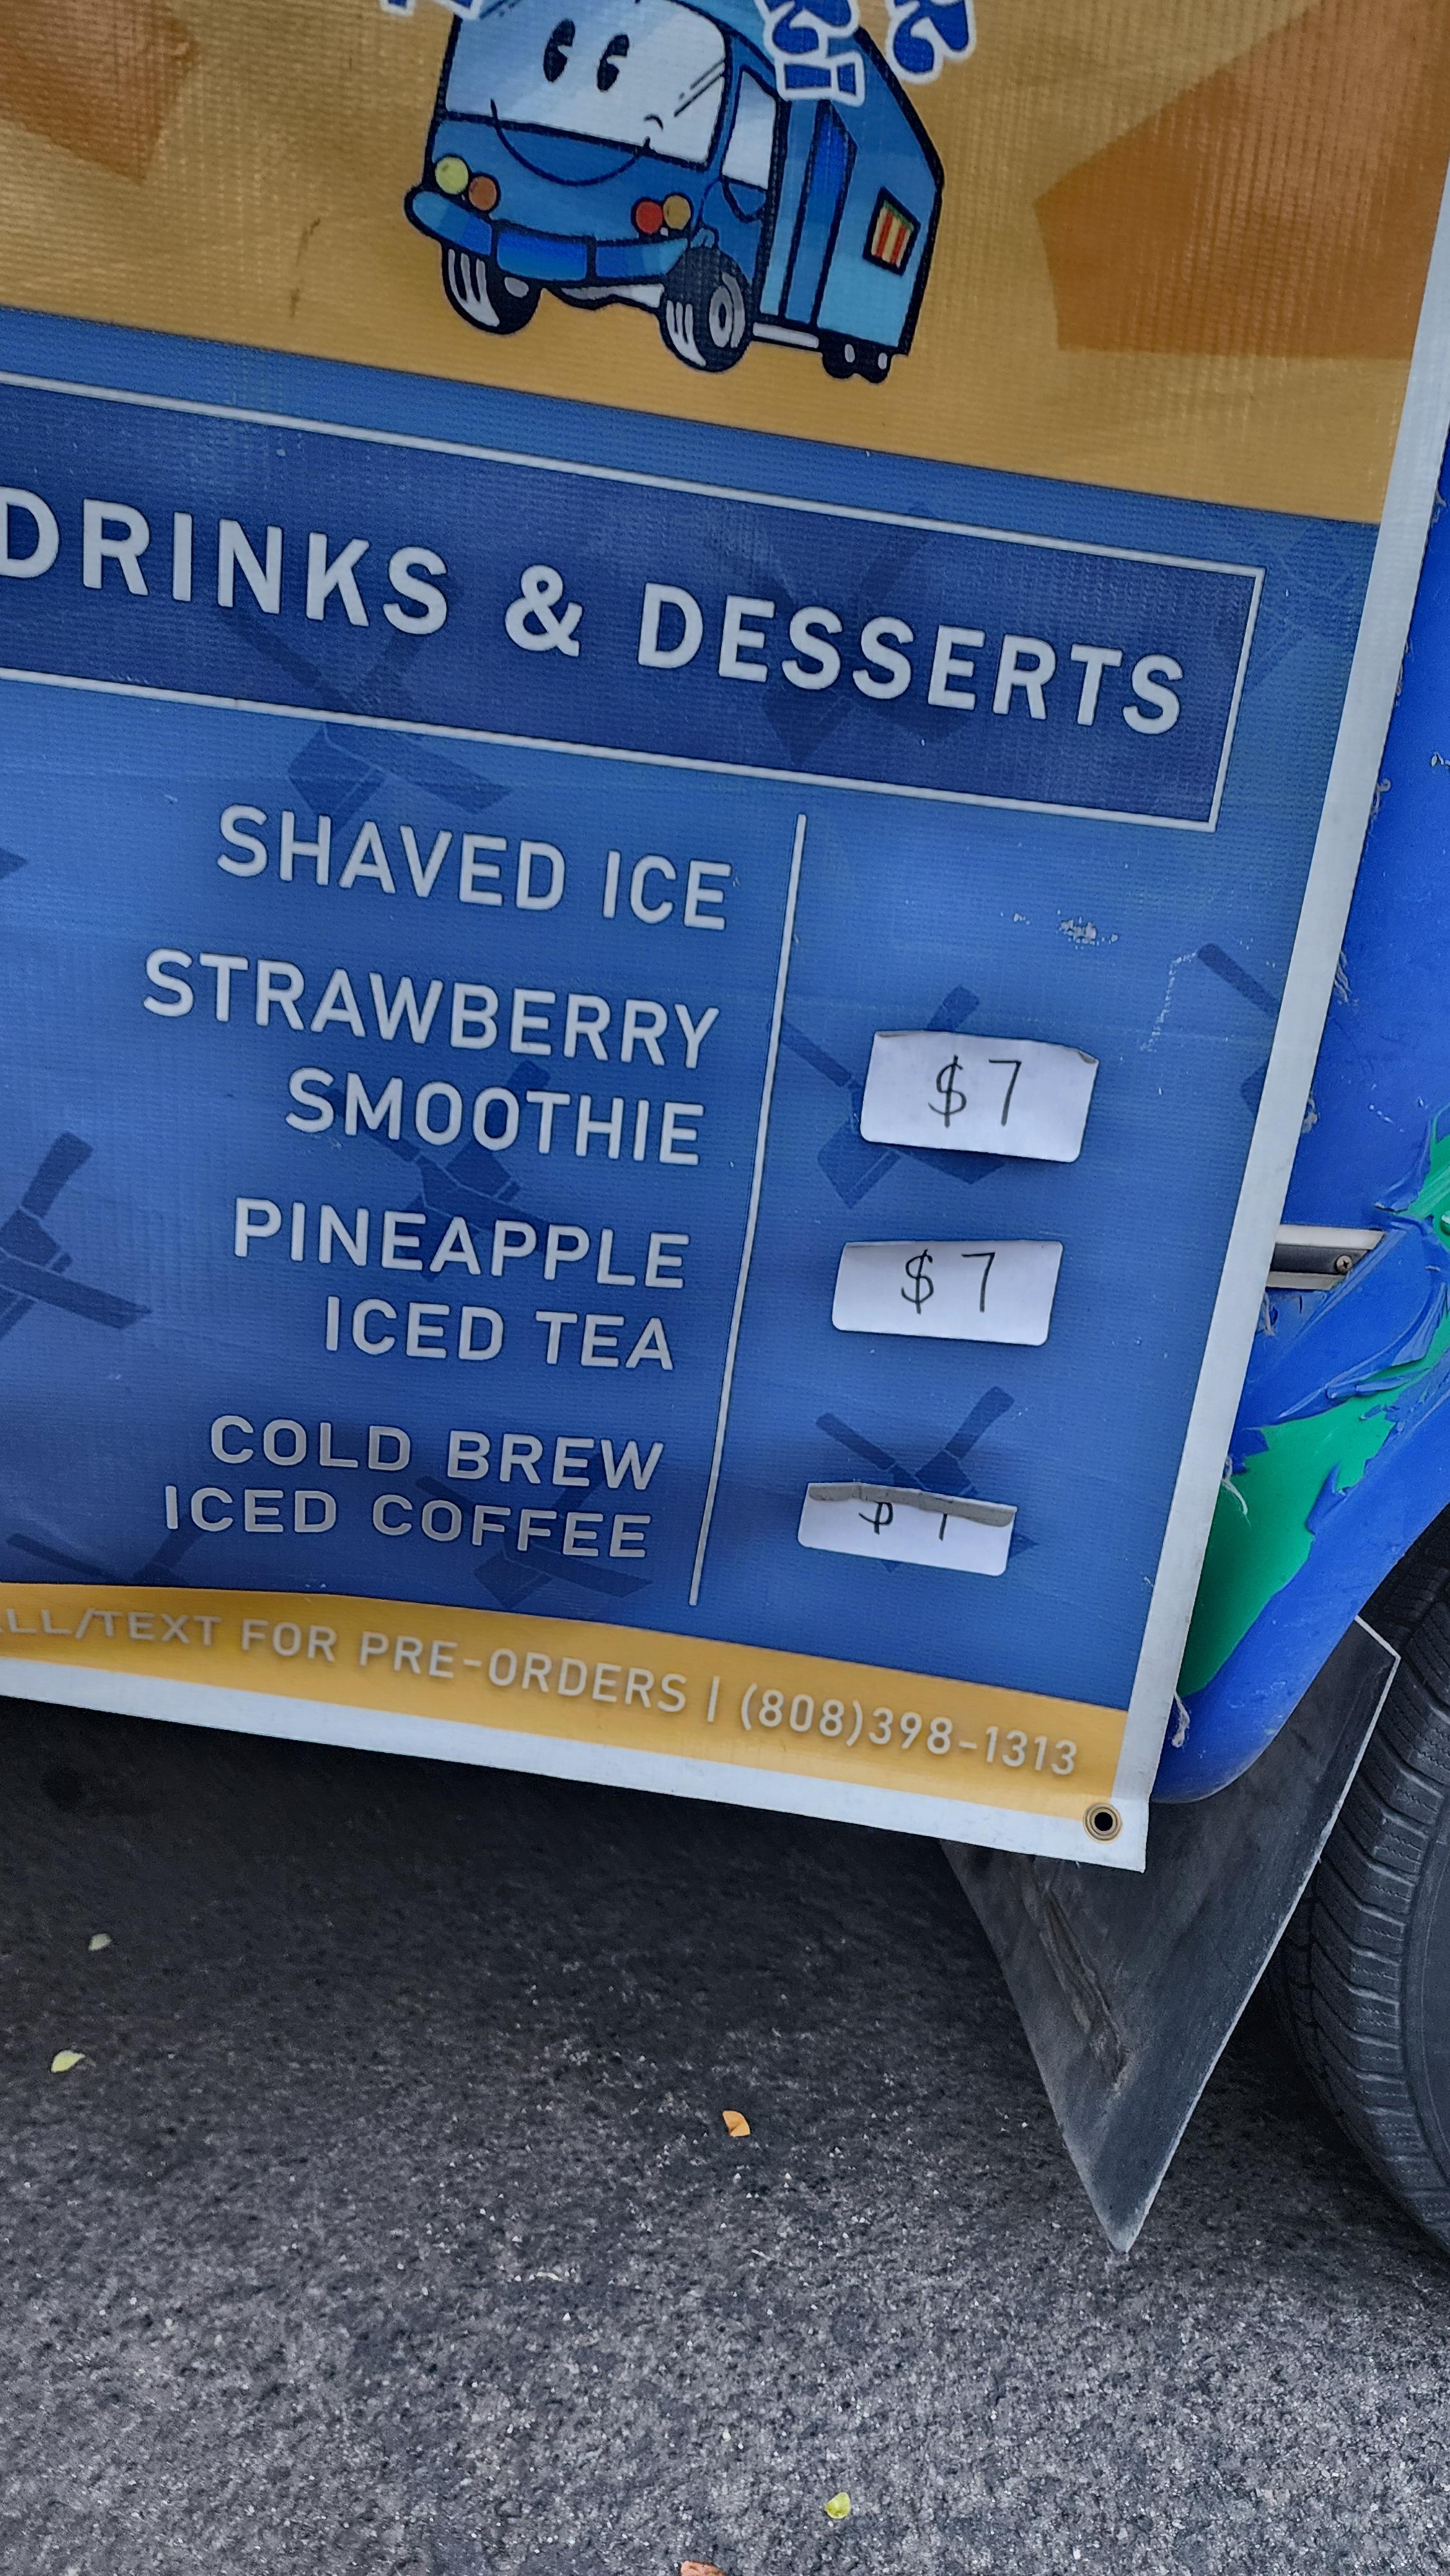 DRINKS & DESSERTS
SHAVED ICE
STRAWBERRY
SMOOTHIE
$7
PINEAPPLE
ICED TEA
$7
COLD BREW
ICED COFFEE
TEXT FOR PRE-ORDERS | (808)398-1313